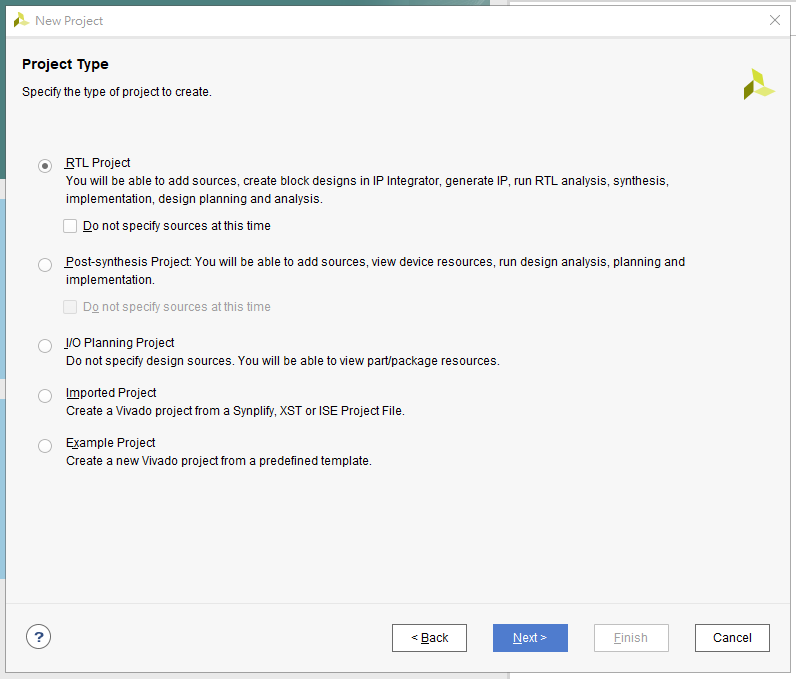 New Project
Project Type
Specify the type of project to create.
RTL Project
You will be able to add sources, create block designs in IP Integrator, generate IP, run RTL analysis, synthesis,
implementation, design planning and analysis.
Do not specify sources at this time
Post-synthesis Project: You will be able to add sources, view device resources, run design analysis, planning and
implementation.
Do not specify sources at this time
I/O Planning Project
Do not specify design sources. You will be able to view part/package resources.
Imported Project
Create a Vivado project from a Synplify, XST or ISE Project File.
Example Project
Create a new Vivado project from a predefined template.
? < Back Next > Finish Cancel